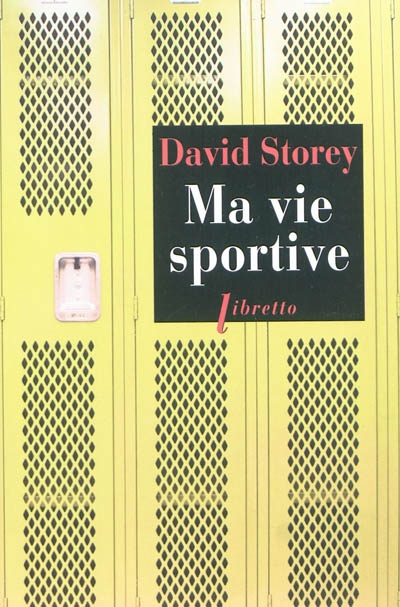 David Storey
Ma vie
sportive
libretto